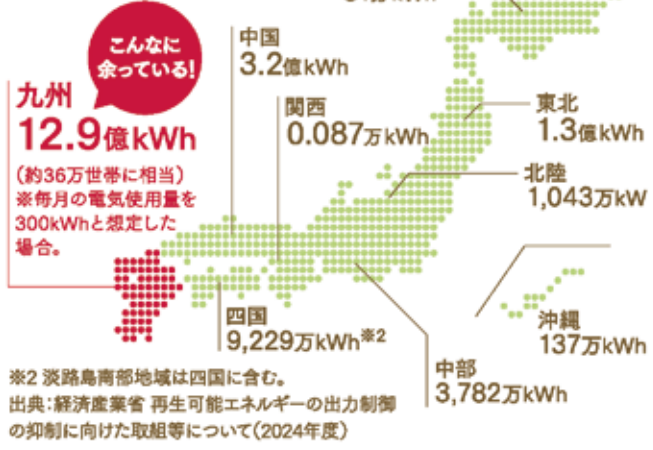 こんなに
余っている!
九州
12.9億kWh
(約36万世帯に相当)
※毎月の電気使用量を
300kWhと想定した
場合。
中国
3.2億kWh
関西
0.087万kWh
東北
1.3億kWh
北陸
1,043万kW
四国
9,229万kWh※2
沖縄
137万kWh
中部
3,782万kWh
※2 淡路島南部地域は四国に含む。
出典:経済産業省 再生可能エネルギーの出力制御
の抑制に向けた取組等について(2024年度)